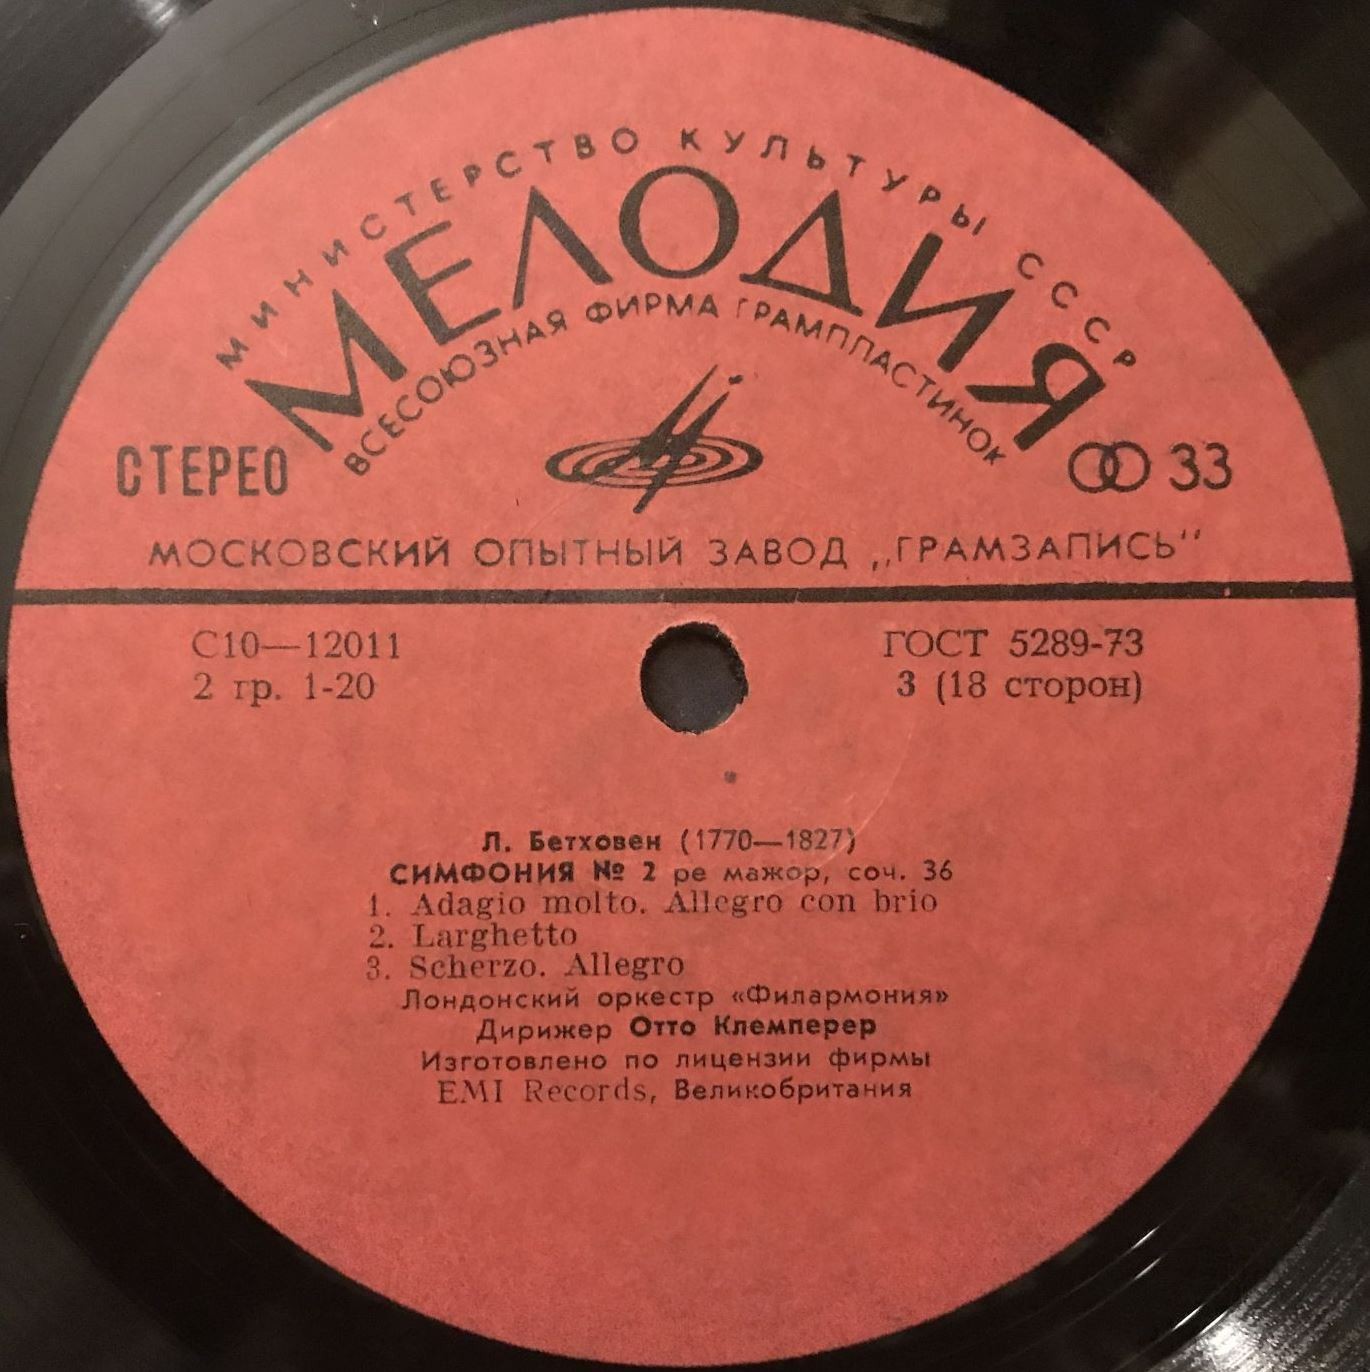 МИНИСТЕРСТВО КУЛЬТУРЫ СССР
МЕЛОДИЯ
ВСЕСОЮЗНАЯ ФИРМА ГРАМПЛАСТИНОК
СТЕРЕО
33
МОСКОВСКИЙ ОПЫТНЫЙ ЗАВОД „ГРАМЗАПИСЬ"
С10—12011
ГОСТ 5289-73
2 гр. 1-20
3 (18 сторон)
Л. Бетховен (1770—1827)
СИМФОНИЯ № 2 ре мажор, соч. 36
1. Adagio molto. Allegro con brio
2. Larghetto
3. Scherzo. Allegro
Лондонский оркестр «Филармония»
Дирижер Отто Клемперер
Изготовлено по лицензии фирмы
EMI Records, Великобритания